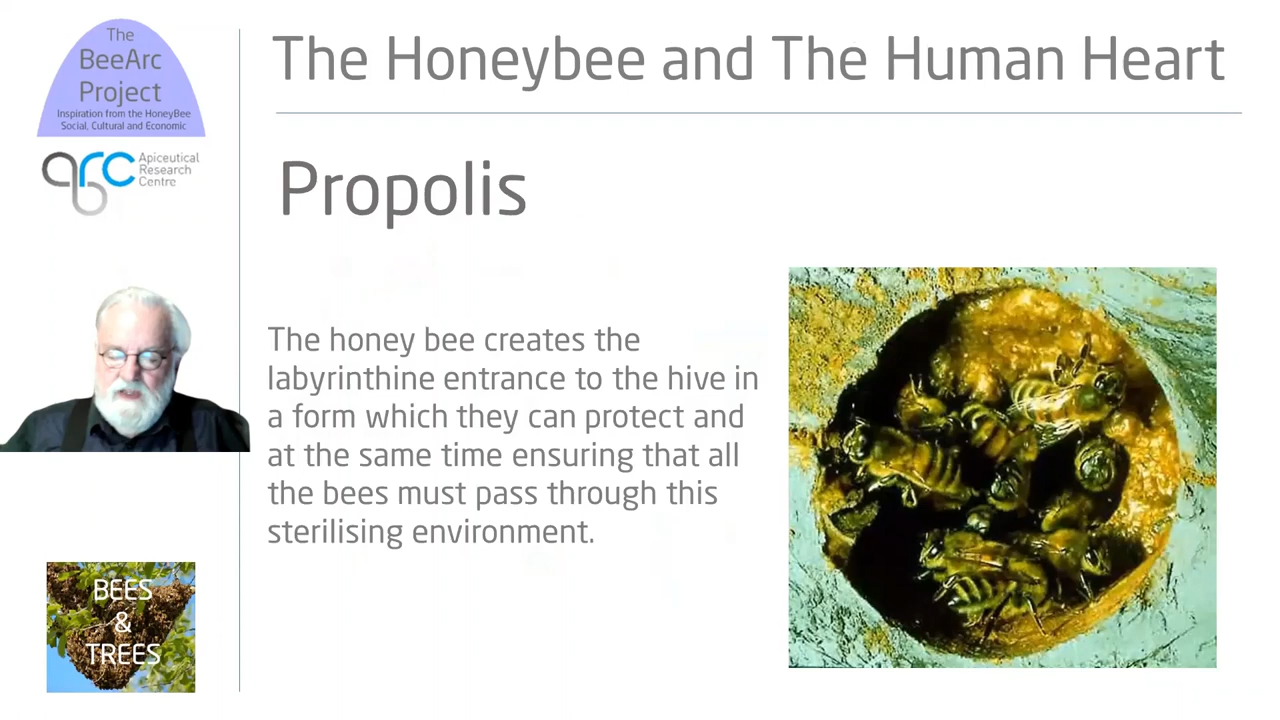 The
BeeArc
Project
Inspiration from the HoneyBee
Social, Cultural and Economic
arc
Apiceutical
Research
Centre
The Honeybee and The Human Heart
Propolis
The honey bee creates the
labyrinthine entrance to the hive in
a form which they can protect and
at the same time ensuring that all
the bees must pass through this
sterilising environment.
BEES
&
TREES